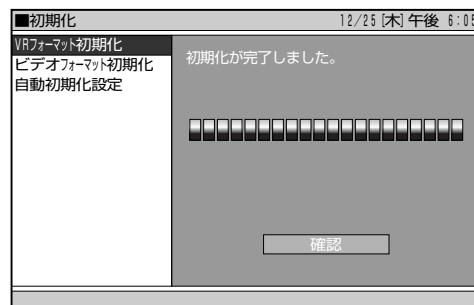 ■初期化 12/25[木]午後 6:05
VRフォーマット初期化
ビデオフォーマット初期化
自動初期化設定
初期化が完了しました。
確認